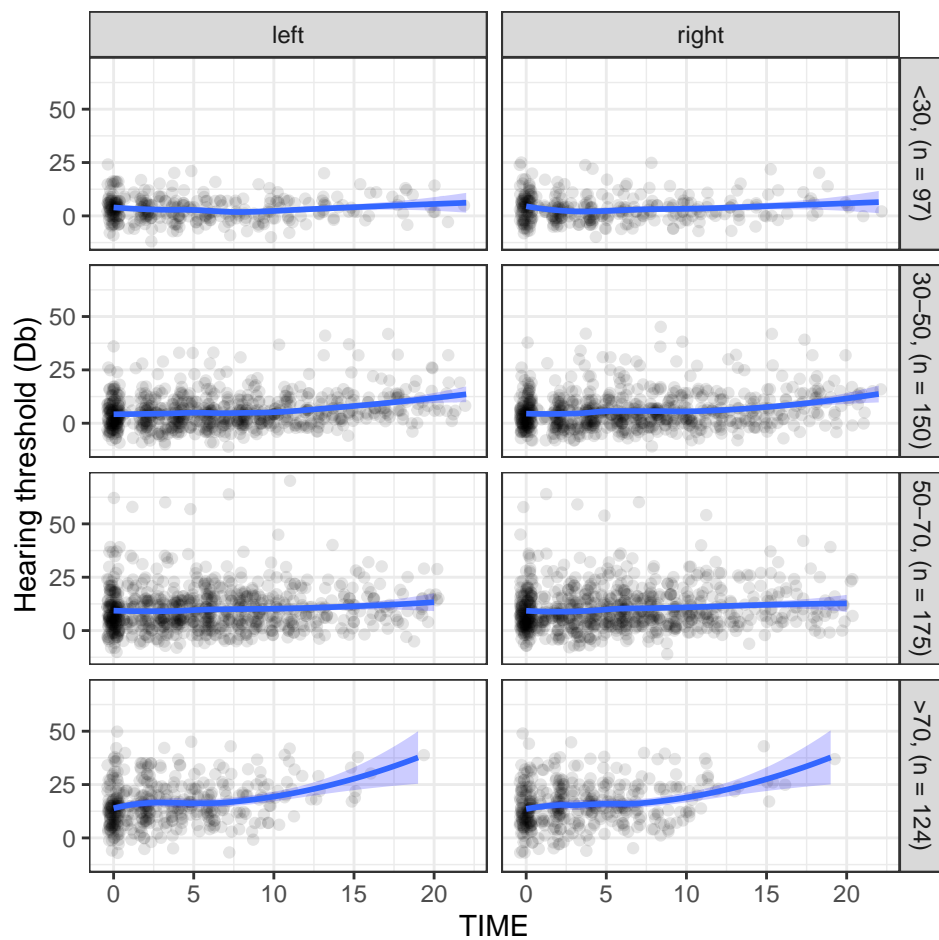 left
right
Hearing threshold (Db)
50
25
0
<30, (n = 97)
50
25
0
30−50, (n = 150)
50
25
0
50−70, (n = 175)
50
25
0
>70, (n = 124)
0 5 10 15 20
0 5 10 15 20
TIME